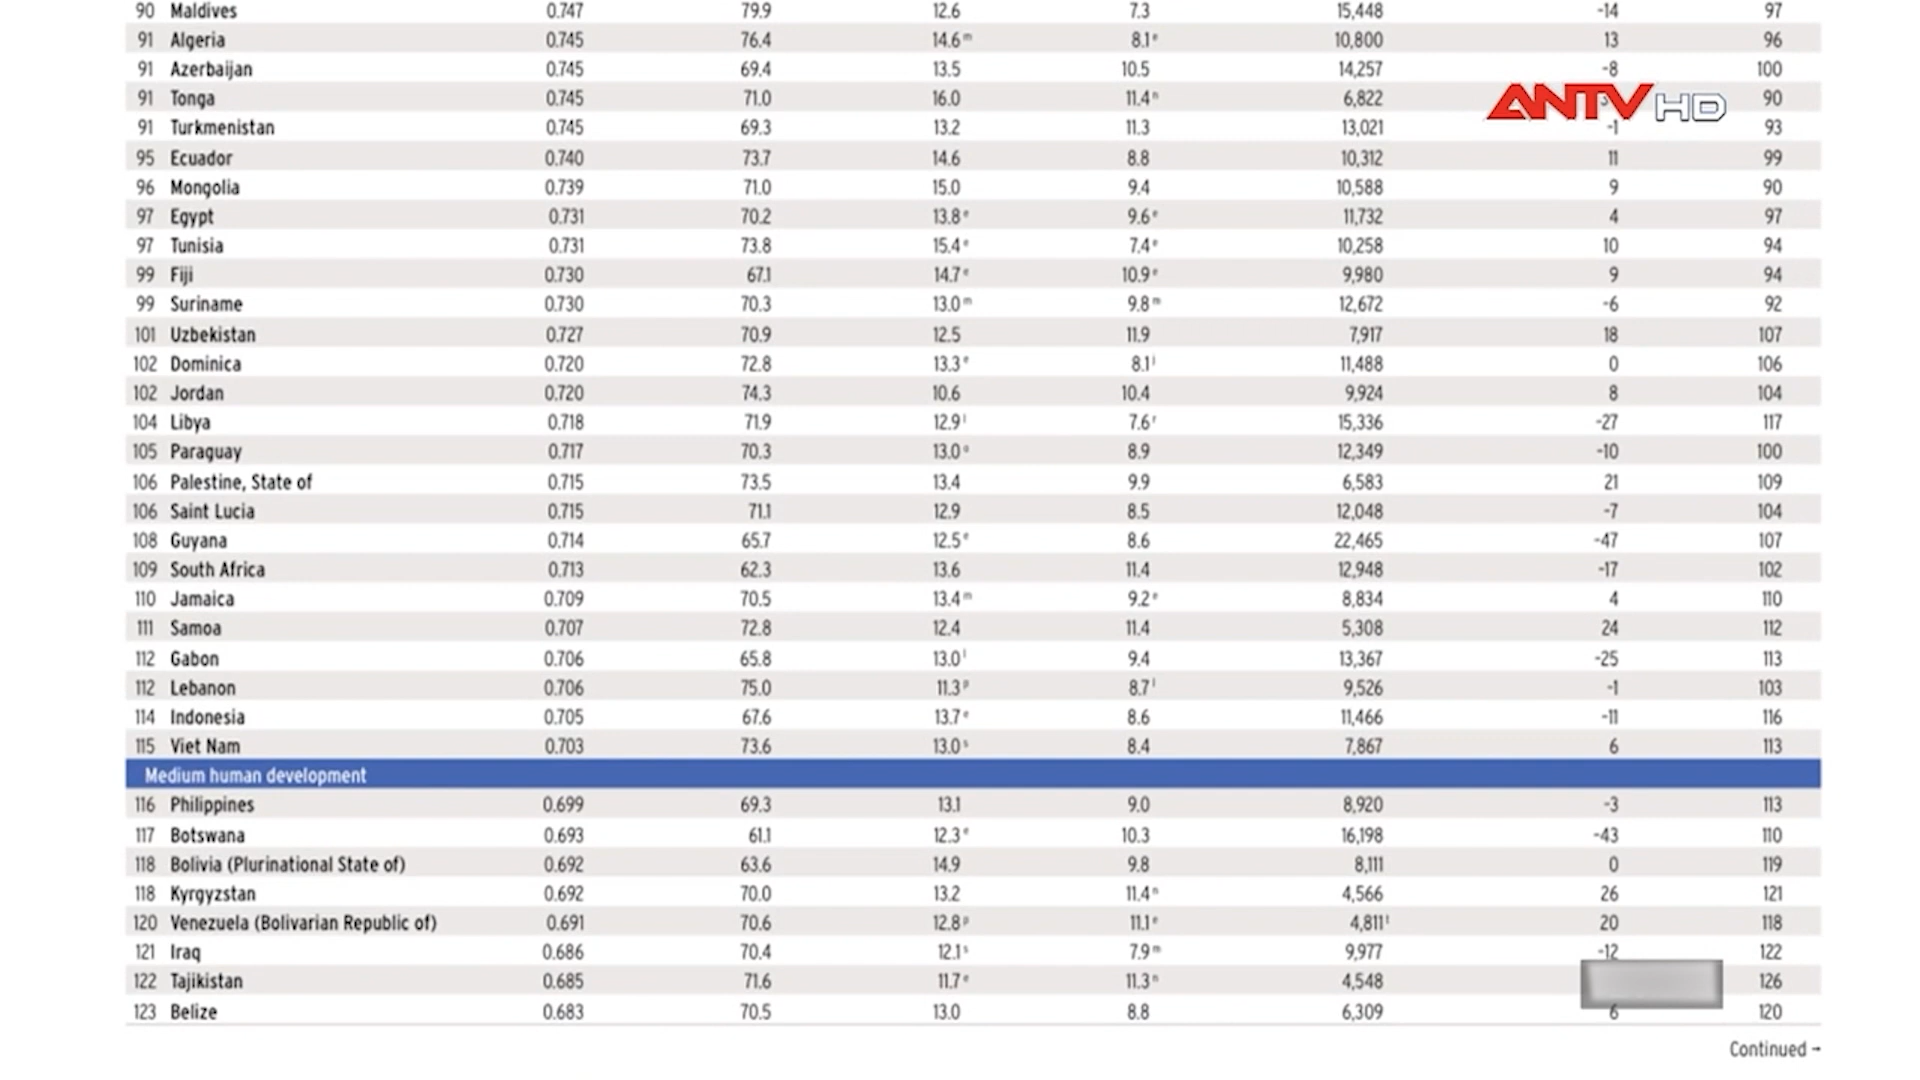 90 Maldives 0.747 79.9 12.6 7.3 15,448 -14 97
91 Algeria 0.745 76.4 14.6 m 8.1 e 10,800 13 96
91 Azerbaijan 0.745 69.4 13.5 10.5 14,257 -8 100
91 Tonga 0.745 71.0 16.0 11.4 n 6,822 90
ANTV HD
91 Turkmenistan 0.745 69.3 13.2 11.3 13,021 -1 93
95 Ecuador 0.740 73.7 14.6 8.8 10,312 11 99
96 Mongolia 0.739 71.0 15.0 9.4 10,588 9 90
97 Egypt 0.731 70.2 13.8 e 9.6 e 11,732 4 97
97 Tunisia 0.731 73.8 15.4 e 7.4 e 10,258 10 94
99 Fiji 0.730 67.1 14.7 e 10.9 e 9,980 9 94
99 Suriname 0.730 70.3 13.0 m 9.8 m 12,672 -6 92
101 Uzbekistan 0.727 70.9 12.5 11.9 7,917 18 107
102 Dominica 0.720 72.8 13.3 e 8.1 11,488 0 106
102 Jordan 0.720 74.3 10.6 10.4 9,924 8 104
104 Libya 0.718 71.9 12.9 7.6 r 15,336 -27 117
105 Paraguay 0.717 70.3 13.0 o 8.9 12,349 -10 100
106 Palestine, State of 0.715 73.5 13.4 9.9 6,583 21 109
106 Saint Lucia 0.715 71.1 12.9 8.5 12,048 -7 104
108 Guyana 0.714 65.7 12.5 e 8.6 22,465 -47 107
109 South Africa 0.713 62.3 13.6 11.4 12,948 -17 102
110 Jamaica 0.709 70.5 13.4 m 9.2 e 8,834 4 110
111 Samoa 0.707 72.8 12.4 11.4 5,308 24 112
112 Gabon 0.706 65.8 13.0 9.4 13,367 -25 113
112 Lebanon 0.706 75.0 11.3 p 8.7 9,526 -1 103
114 Indonesia 0.705 67.6 13.7 e 8.6 11,466 -11 116
115 Viet Nam 0.703 73.6 13.0 s 8.4 7,867 6 113
Medium human development
116 Philippines 0.699 69.3 13.1 9.0 8,920 -3 113
117 Botswana 0.693 61.1 12.3 e 10.3 16,198 -43 110
118 Bolivia (Plurinational State of) 0.692 63.6 14.9 9.8 8,111 0 119
118 Kyrgyzstan 0.692 70.0 13.2 11.4 n 4,566 26 121
120 Venezuela (Bolivarian Republic of) 0.691 70.6 12.8 p 11.1 e 4,811 t 20 118
121 Iraq 0.686 70.4 12.1 s 7.9 m 9,977 -12 122
122 Tajikistan 0.685 71.6 11.7 e 11.3 n 4,548 126
123 Belize 0.683 70.5 13.0 8.8 6,309 6 120
Continued →